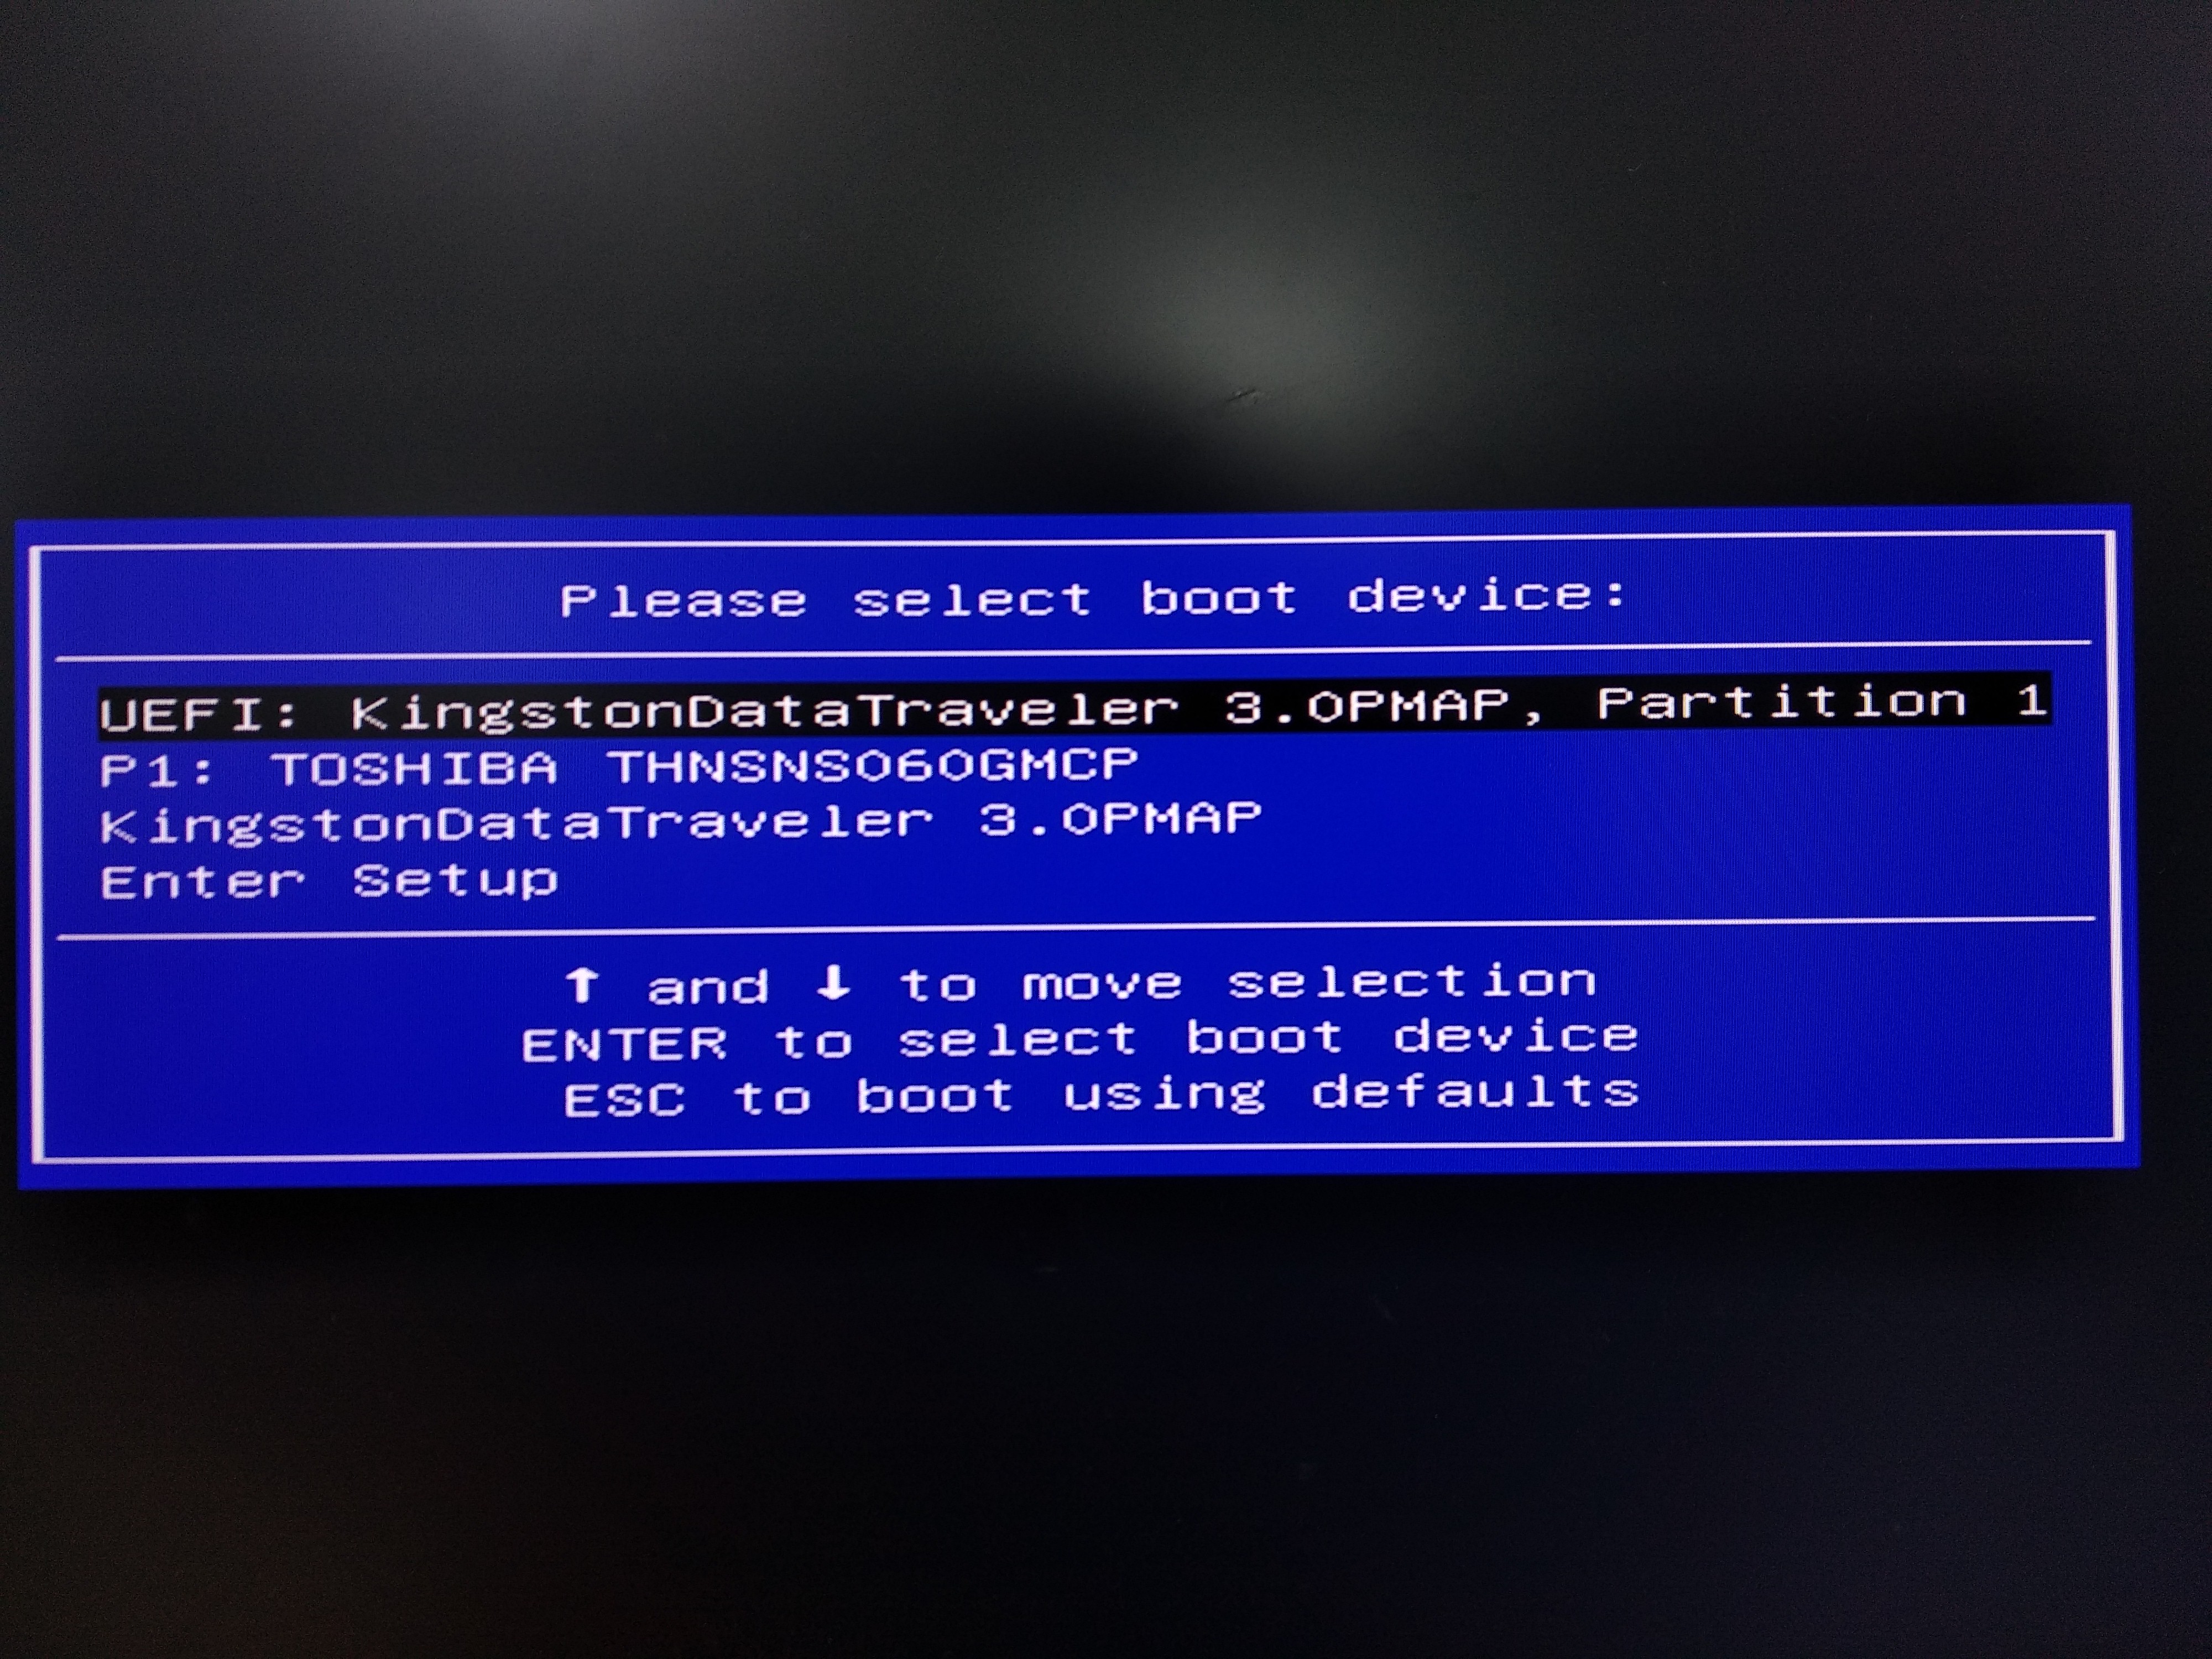 Please select boot device:
UEFI: KingstonDataTraveler 3.0PMAP, Partition 1
P1: TOSHIBA THNSNS060GMCP
KingstonDataTraveler 3.0PMAP
Enter Setup
↑ and ↓ to move selection
ENTER to select boot device
ESC to boot using defaults